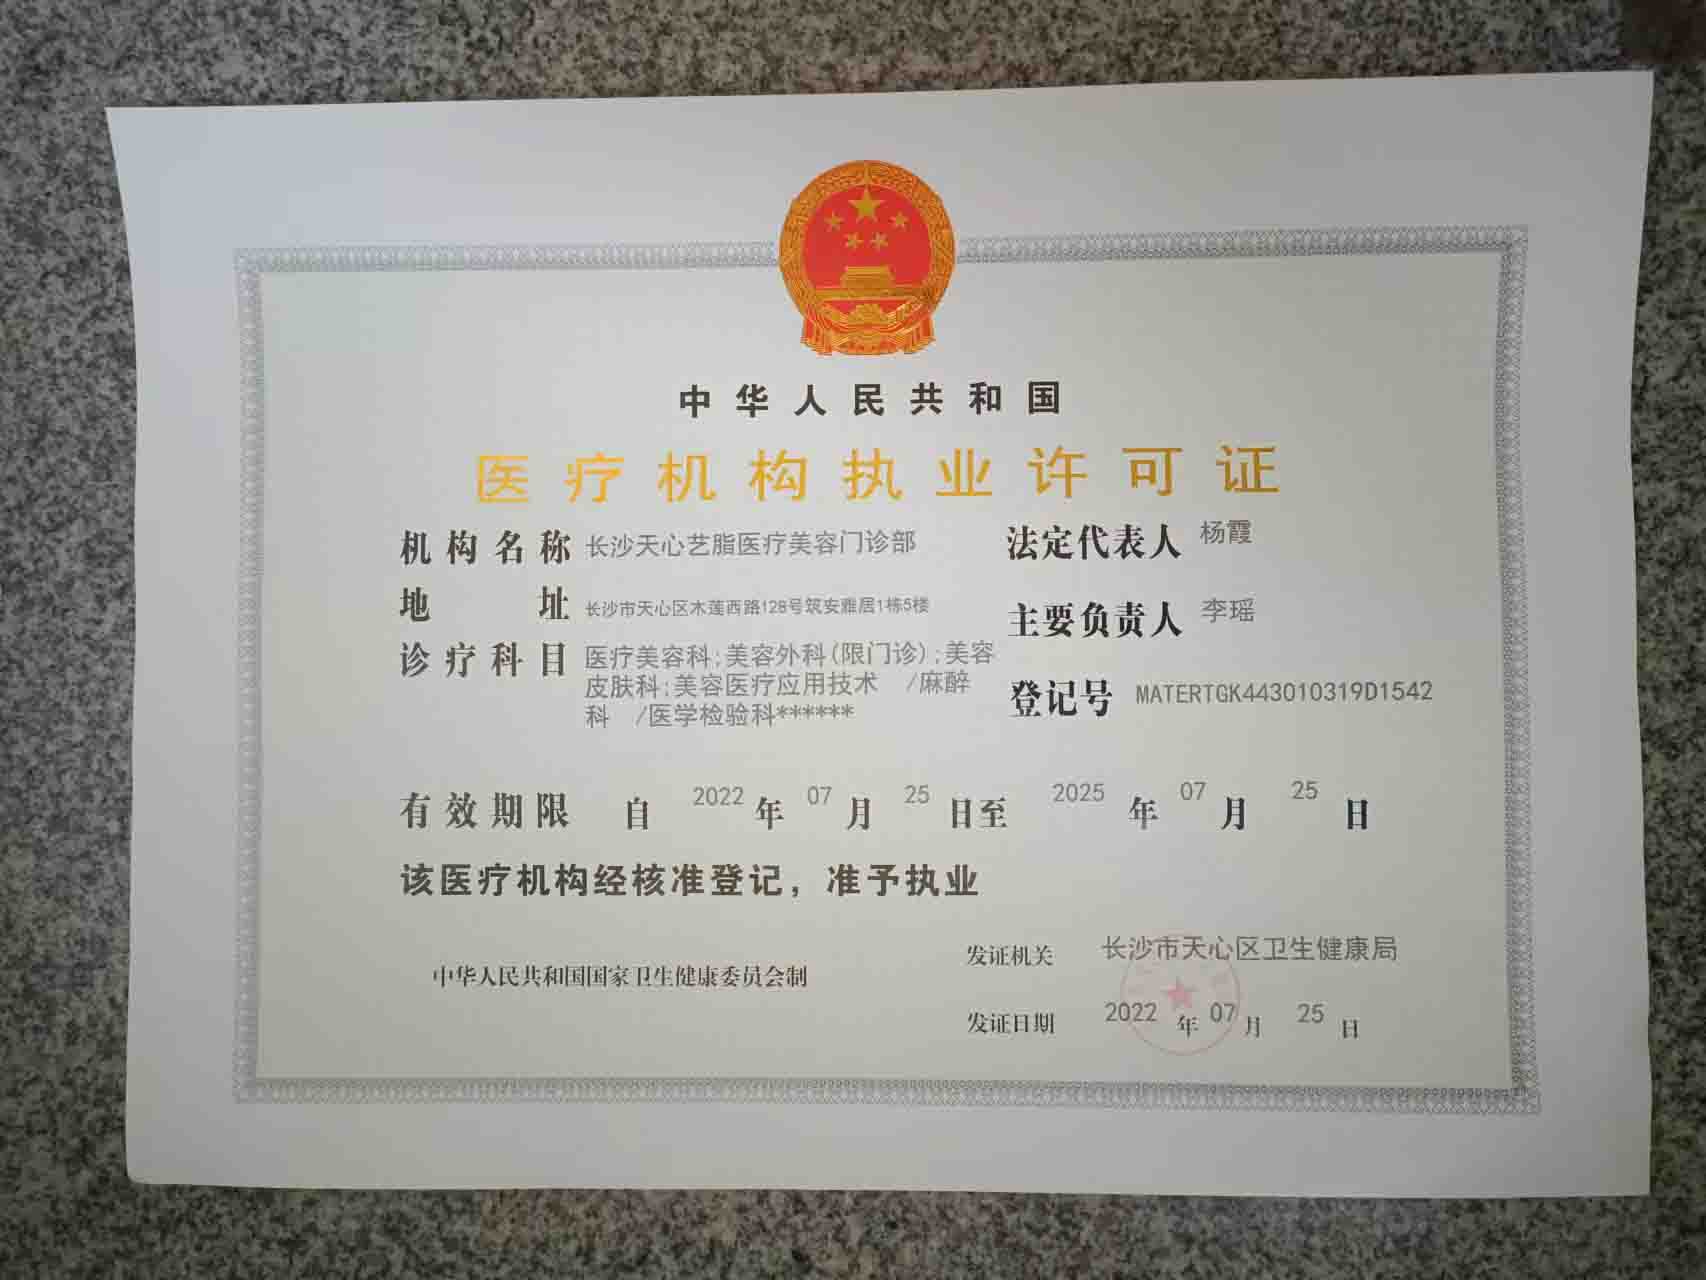 中华人民共和国
医疗机构执业许可证
机构名称 长沙天心艺脂医疗美容门诊部
法定代表人 杨霞
地址 长沙市天心区木莲西路128号筑安雅居1栋5楼
主要负责人 李瑶
诊疗科目 医疗美容科;美容外科(限门诊);美容
皮肤科;美容医疗应用技术 /麻醉
科 /医学检验科******
登记号 MATERTGK443010319D1542
有效期限 自 2022 年 07 月 25 日至 2025 年 07 月 25 日
该医疗机构经核准登记，准予执业
发证机关 长沙市天心区卫生健康局
中华人民共和国国家卫生健康委员会制
发证日期 2022 年 07 月 25 日